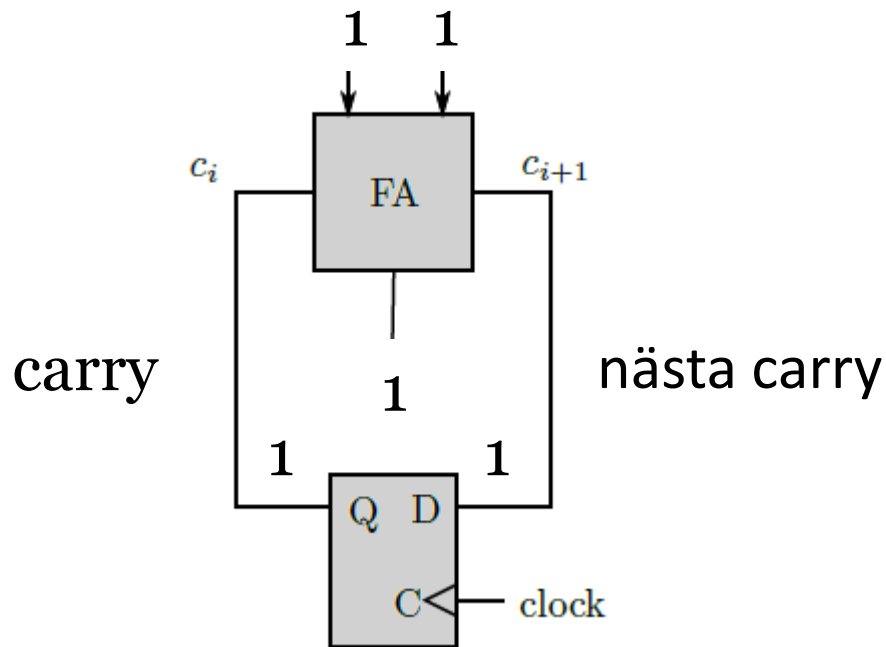 1 1
c_i FA c_{i+1}
carry 1 nästa carry
1 1
Q D
C clock